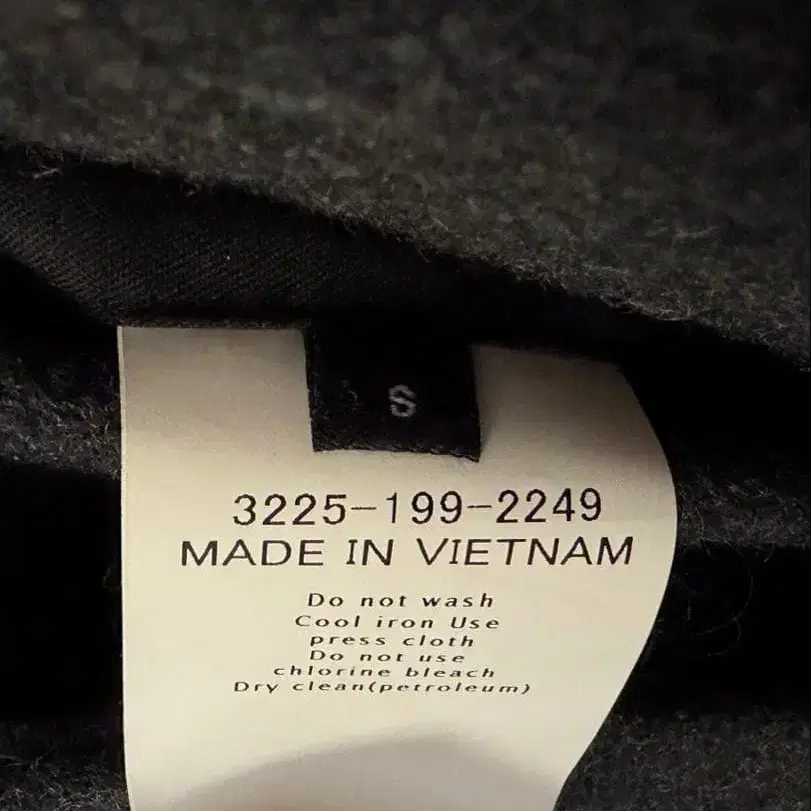 S
3225-199-2249
MADE IN VIETNAM
Do not wash
Cool iron Use
press cloth
Do not use
chlorine bleach
Dry clean(petroleum)